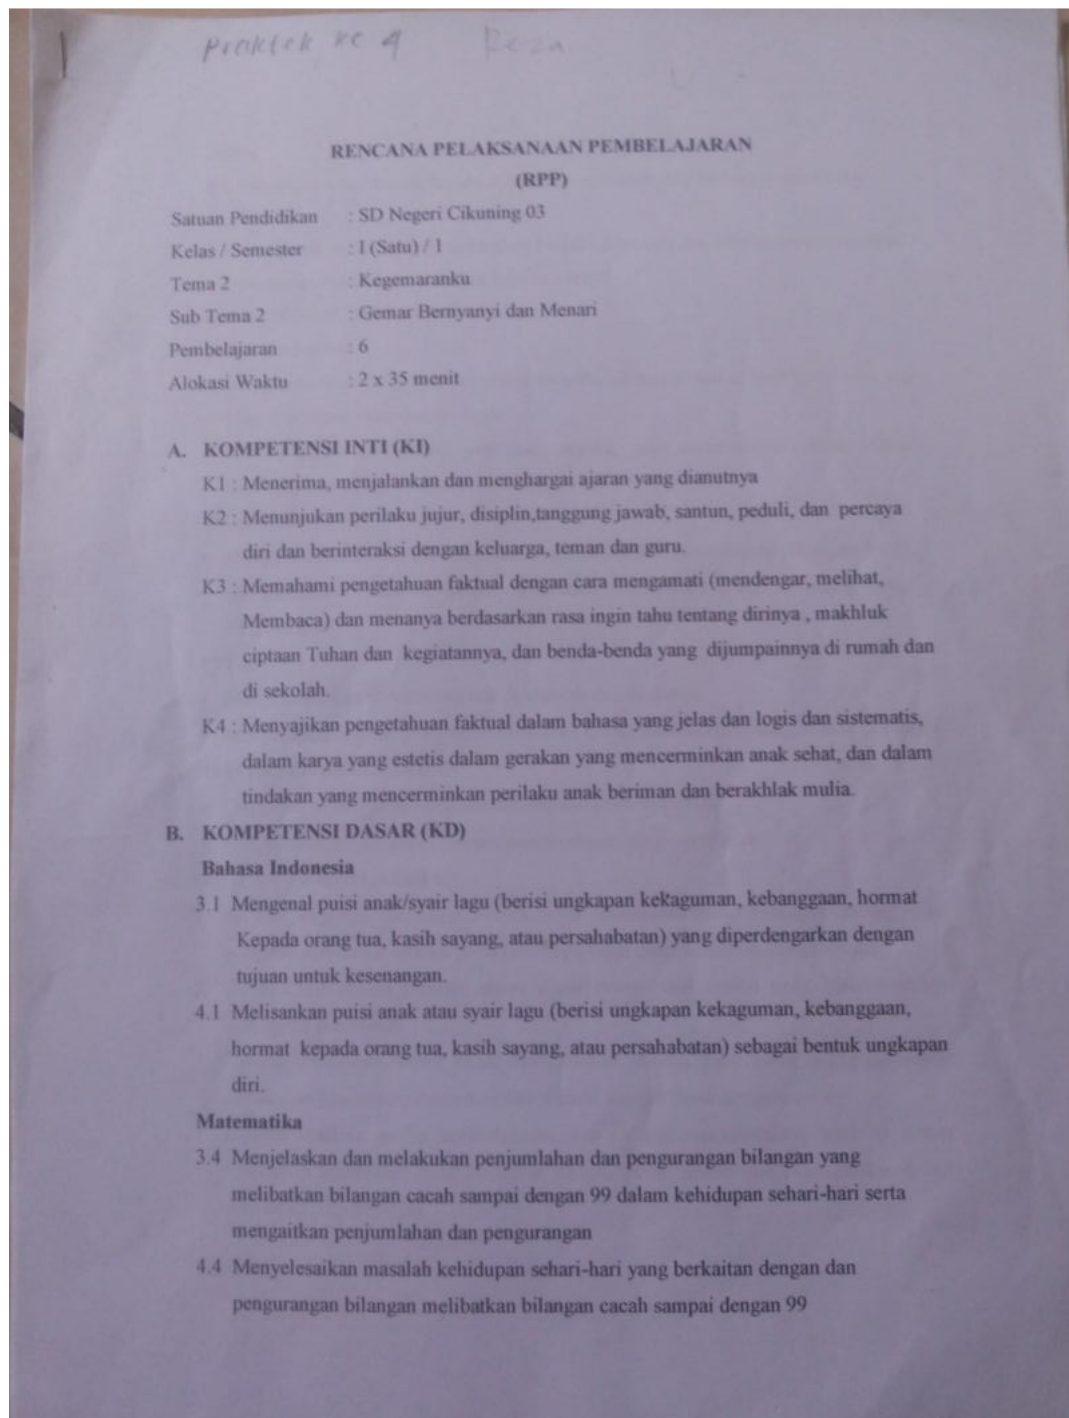 Praktek ke 4 Reza
RENCANA PELAKSANAAN PEMBELAJARAN
(RPP)
Satuan Pendidikan : SD Negeri Cikuning 03
Kelas / Semester : I (Satu) / 1
Tema 2 : Kegemaranku
Sub Tema 2 : Gemar Bernyanyi dan Menari
Pembelajaran : 6
Alokasi Waktu : 2 x 35 menit
A. KOMPETENSI INTI (KI)
K1 : Menerima, menjalankan dan menghargai ajaran yang dianutnya
K2 : Menunjukan perilaku jujur, disiplin,tanggung jawab, santun, peduli, dan percaya
diri dan berinteraksi dengan keluarga, teman dan guru.
K3 : Memahami pengetahuan faktual dengan cara mengamati (mendengar, melihat,
Membaca) dan menanya berdasarkan rasa ingin tahu tentang dirinya , makhluk
ciptaan Tuhan dan kegiatannya, dan benda-benda yang dijumpainnya di rumah dan
di sekolah.
K4 : Menyajikan pengetahuan faktual dalam bahasa yang jelas dan logis dan sistematis,
dalam karya yang estetis dalam gerakan yang mencerminkan anak sehat, dan dalam
tindakan yang mencerminkan perilaku anak beriman dan berakhlak mulia.
B. KOMPETENSI DASAR (KD)
Bahasa Indonesia
3.1 Mengenal puisi anak/syair lagu (berisi ungkapan kekaguman, kebanggaan, hormat
Kepada orang tua, kasih sayang, atau persahabatan) yang diperdengarkan dengan
tujuan untuk kesenangan.
4.1 Melisankan puisi anak atau syair lagu (berisi ungkapan kekaguman, kebanggaan,
hormat kepada orang tua, kasih sayang, atau persahabatan) sebagai bentuk ungkapan
diri.
Matematika
3.4 Menjelaskan dan melakukan penjumlahan dan pengurangan bilangan yang
melibatkan bilangan cacah sampai dengan 99 dalam kehidupan sehari-hari serta
mengaitkan penjumlahan dan pengurangan
4.4 Menyelesaikan masalah kehidupan sehari-hari yang berkaitan dengan dan
pengurangan bilangan melibatkan bilangan cacah sampai dengan 99